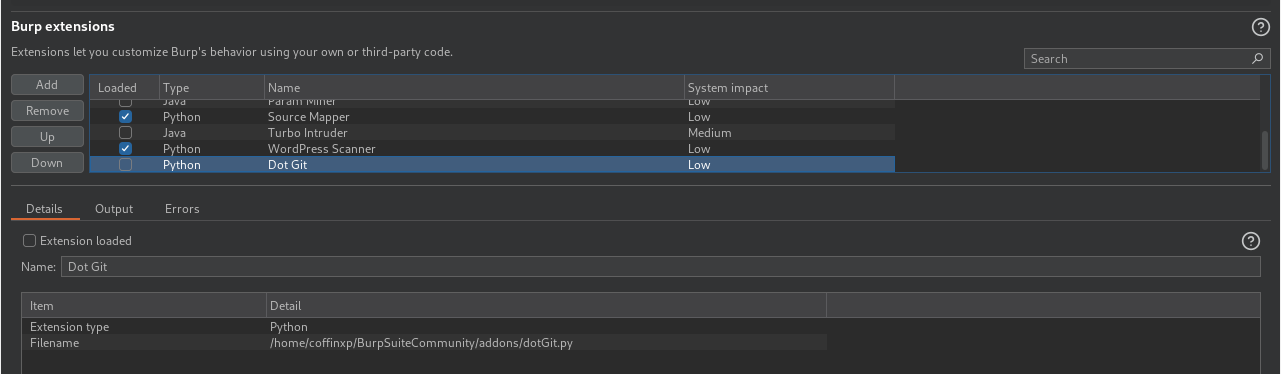 Burp extensions
Extensions let you customize Burp's behavior using your own or third-party code.
Search
Add
Remove
Up
Down
Loaded Type Name System impact
Java Param Miner Low
Python Source Mapper Low
Java Turbo Intruder Medium
Python WordPress Scanner Low
Python Dot Git Low
Details Output Errors
Extension loaded
Name: Dot Git
Item Detail
Extension type Python
Filename /home/coffinxp/BurpSuiteCommunity/addons/dotGit.py